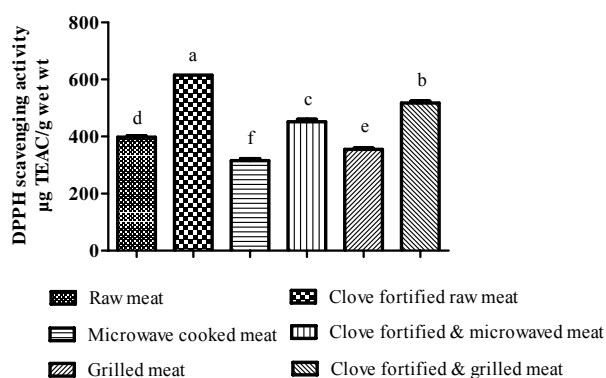 DPPH scavenging activity
µg TEAC/g wet wt
800
600
400
200
0
d
a
f
c
e
b
Raw meat
Clove fortified raw meat
Microwave cooked meat
Clove fortified & microwaved meat
Grilled meat
Clove fortified & grilled meat